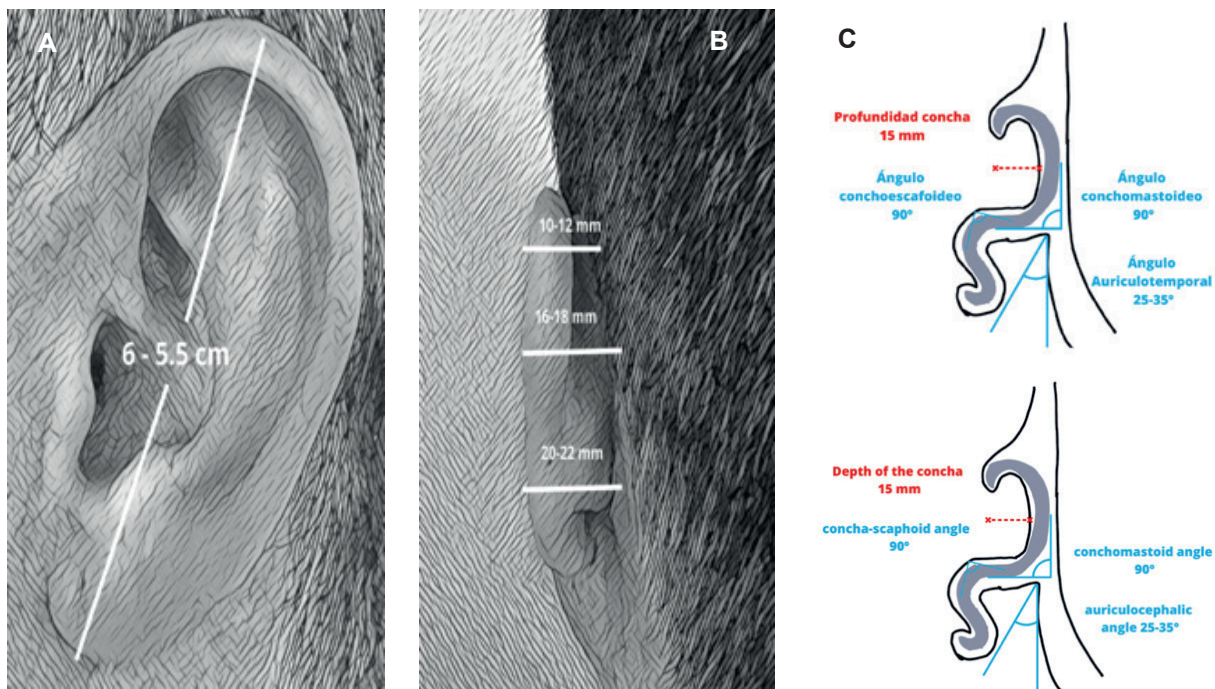 A
6 - 5.5 cm
B
10-12 mm
16-18 mm
20-22 mm
C
Profundidad concha
15 mm
Ángulo
conchoescafoideo
90°
Ángulo
conchomastoideo
90°
Ángulo
Auriculotemporal
25-35°
Depth of the concha
15 mm
concha-scaphoid angle
90°
conchomastoid angle
90°
auriculocephalic
angle 25-35°